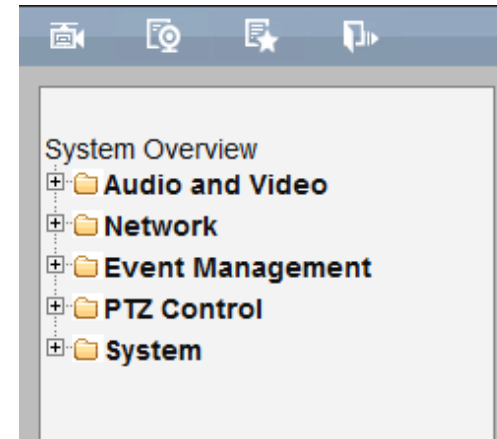 System Overview
Audio and Video
Network
Event Management
PTZ Control
System